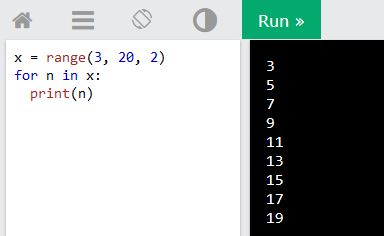 Run »
x = range(3, 20, 2)
for n in x:
  print(n)
3
5
7
9
11
13
15
17
19